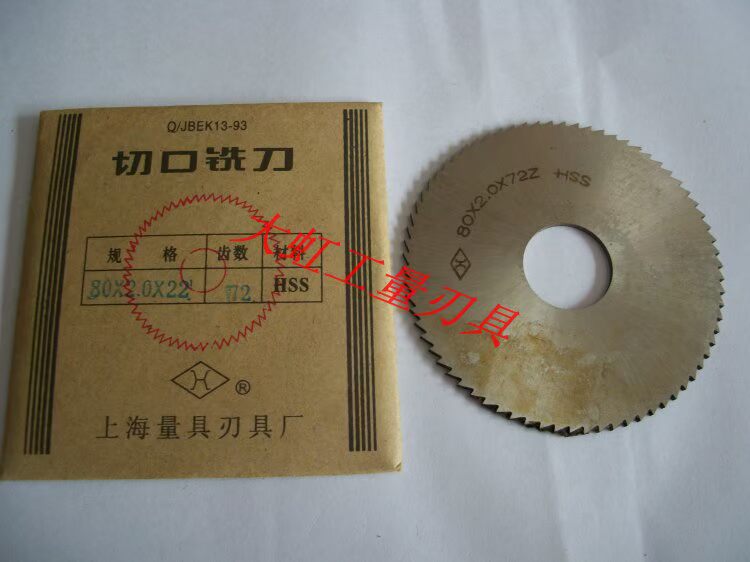 Q/JBEK13-93
切口铣刀
规 格 齿数 材料
80X2.0X22 72 HSS
®
上海量具刃具厂
80X2.0X72Z HSS
大虹工量刃具